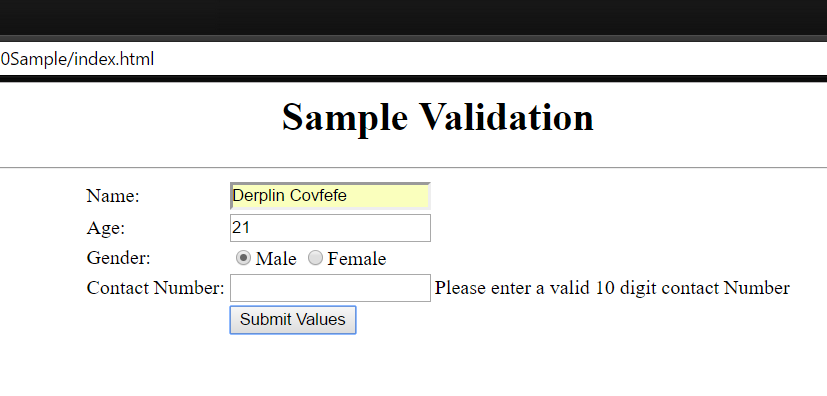 0Sample/index.html
Sample Validation
Name: Derplin Covfefe
Age: 21
Gender: Male Female
Contact Number: Please enter a valid 10 digit contact Number
Submit Values